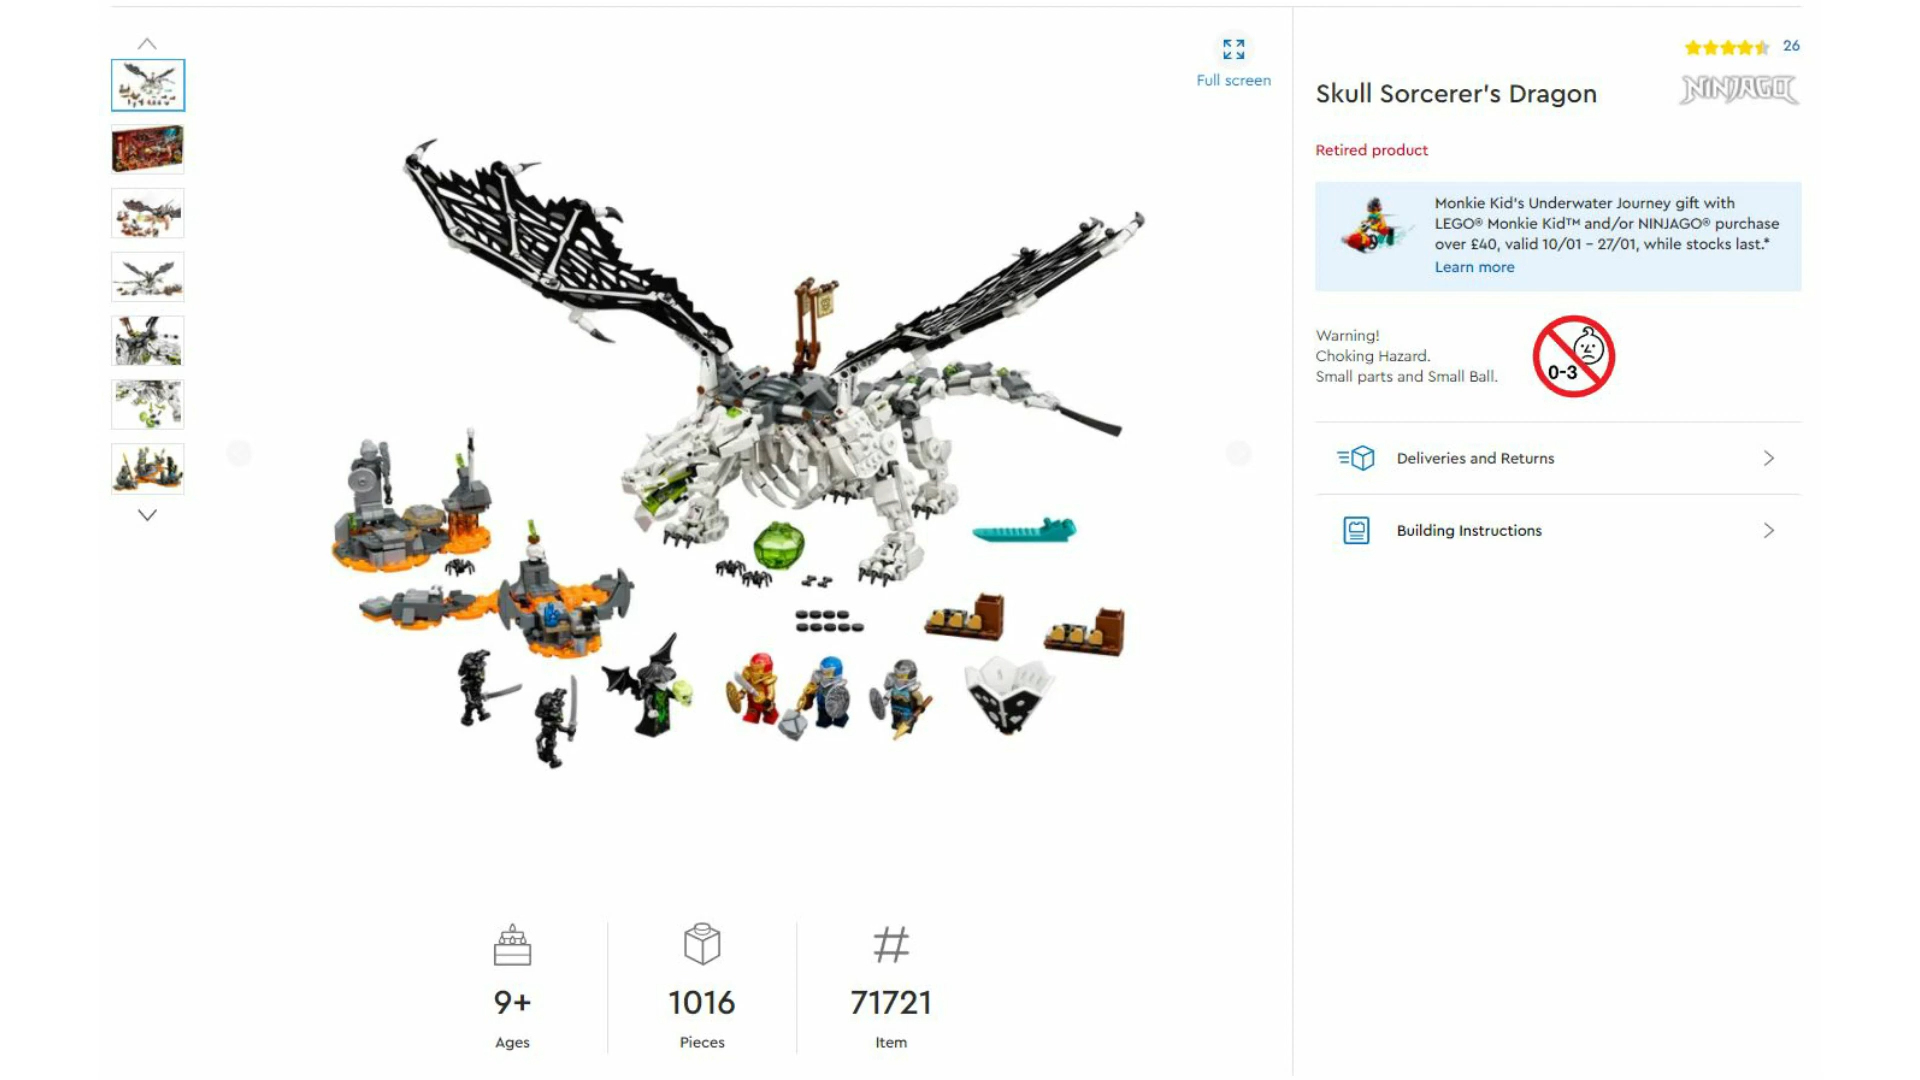 Full screen
26
Skull Sorcerer's Dragon
NINJAGO
Retired product
Monkie Kid's Underwater Journey gift with
LEGO® Monkie Kid™ and/or NINJAGO® purchase
over £40, valid 10/01 – 27/01, while stocks last.*
Learn more
Warning!
Choking Hazard.
Small parts and Small Ball.
0-3
Deliveries and Returns
Building Instructions
9+
Ages
1016
Pieces
71721
Item